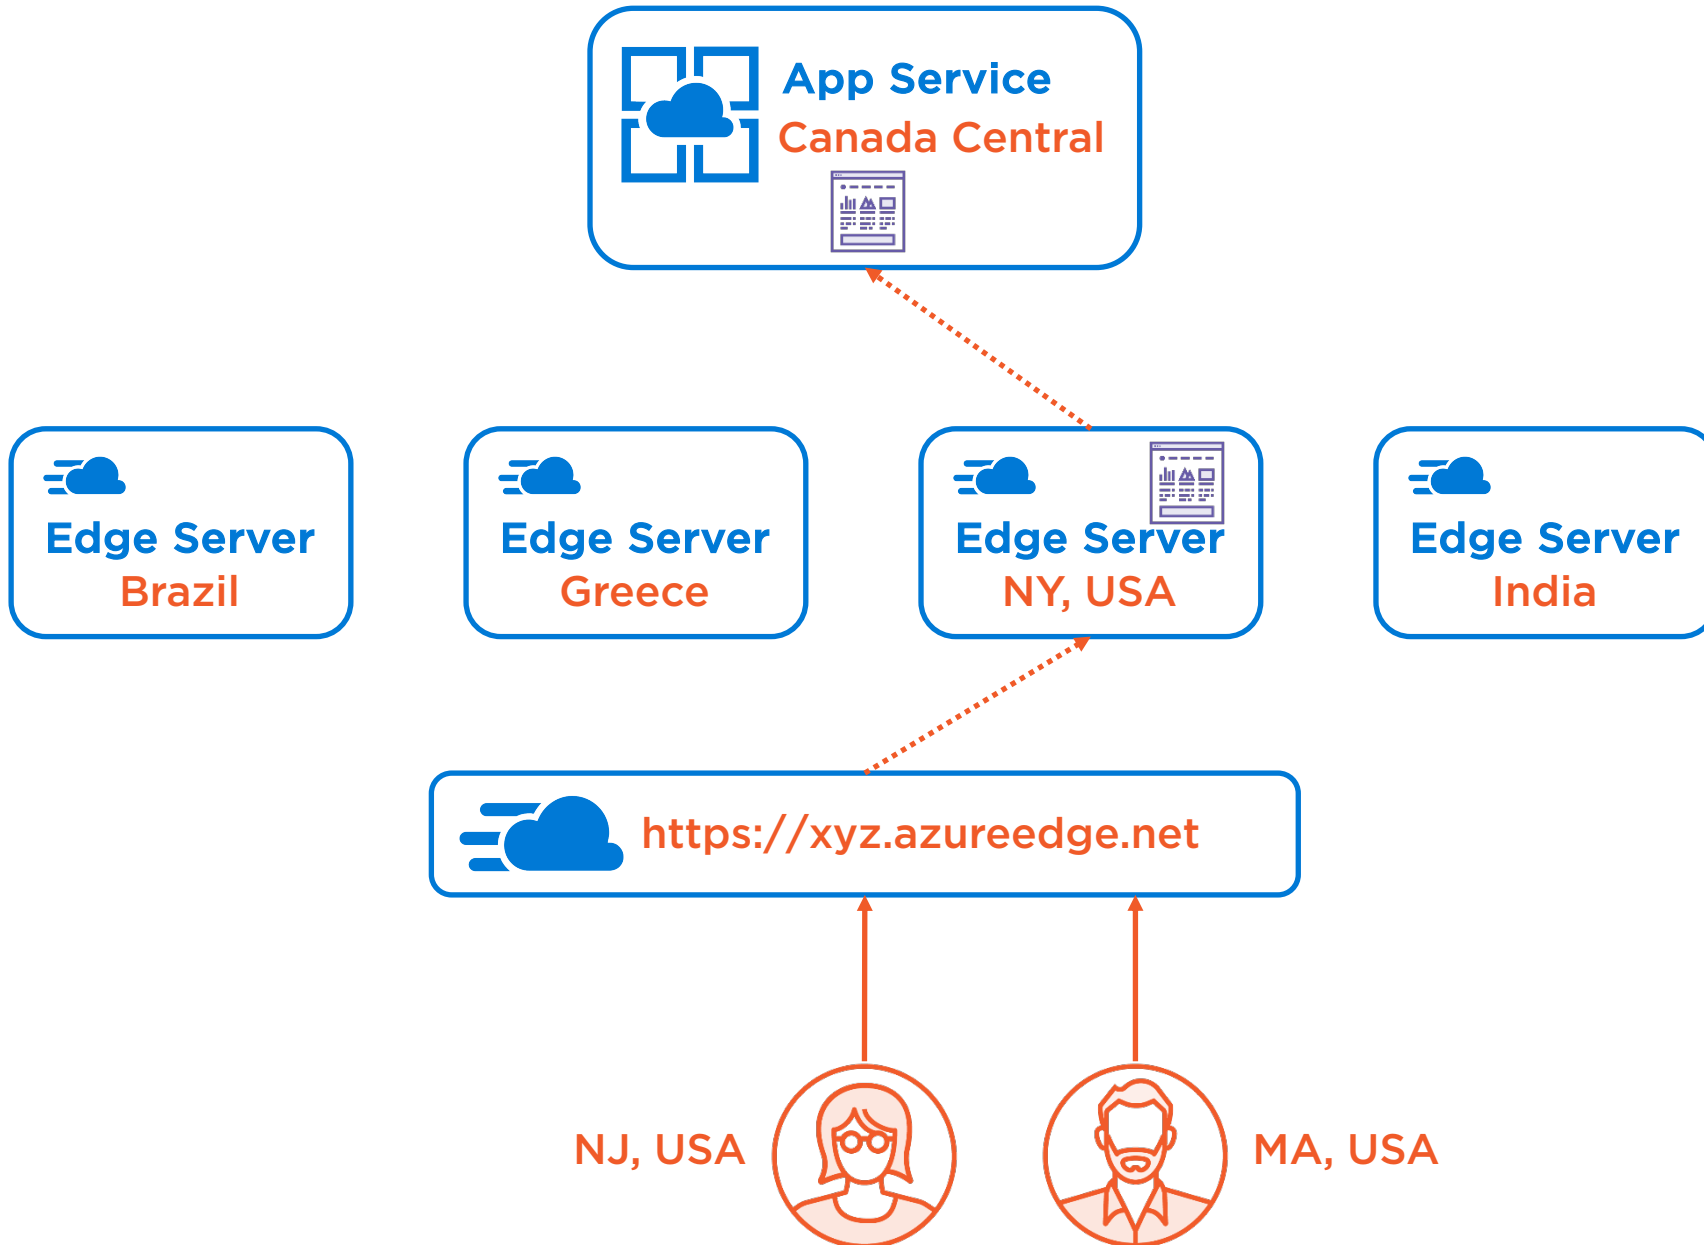 App Service
Canada Central
Edge Server
Brazil
Edge Server
Greece
Edge Server
NY, USA
Edge Server
India
https://xyz.azureedge.net
NJ, USA
MA, USA